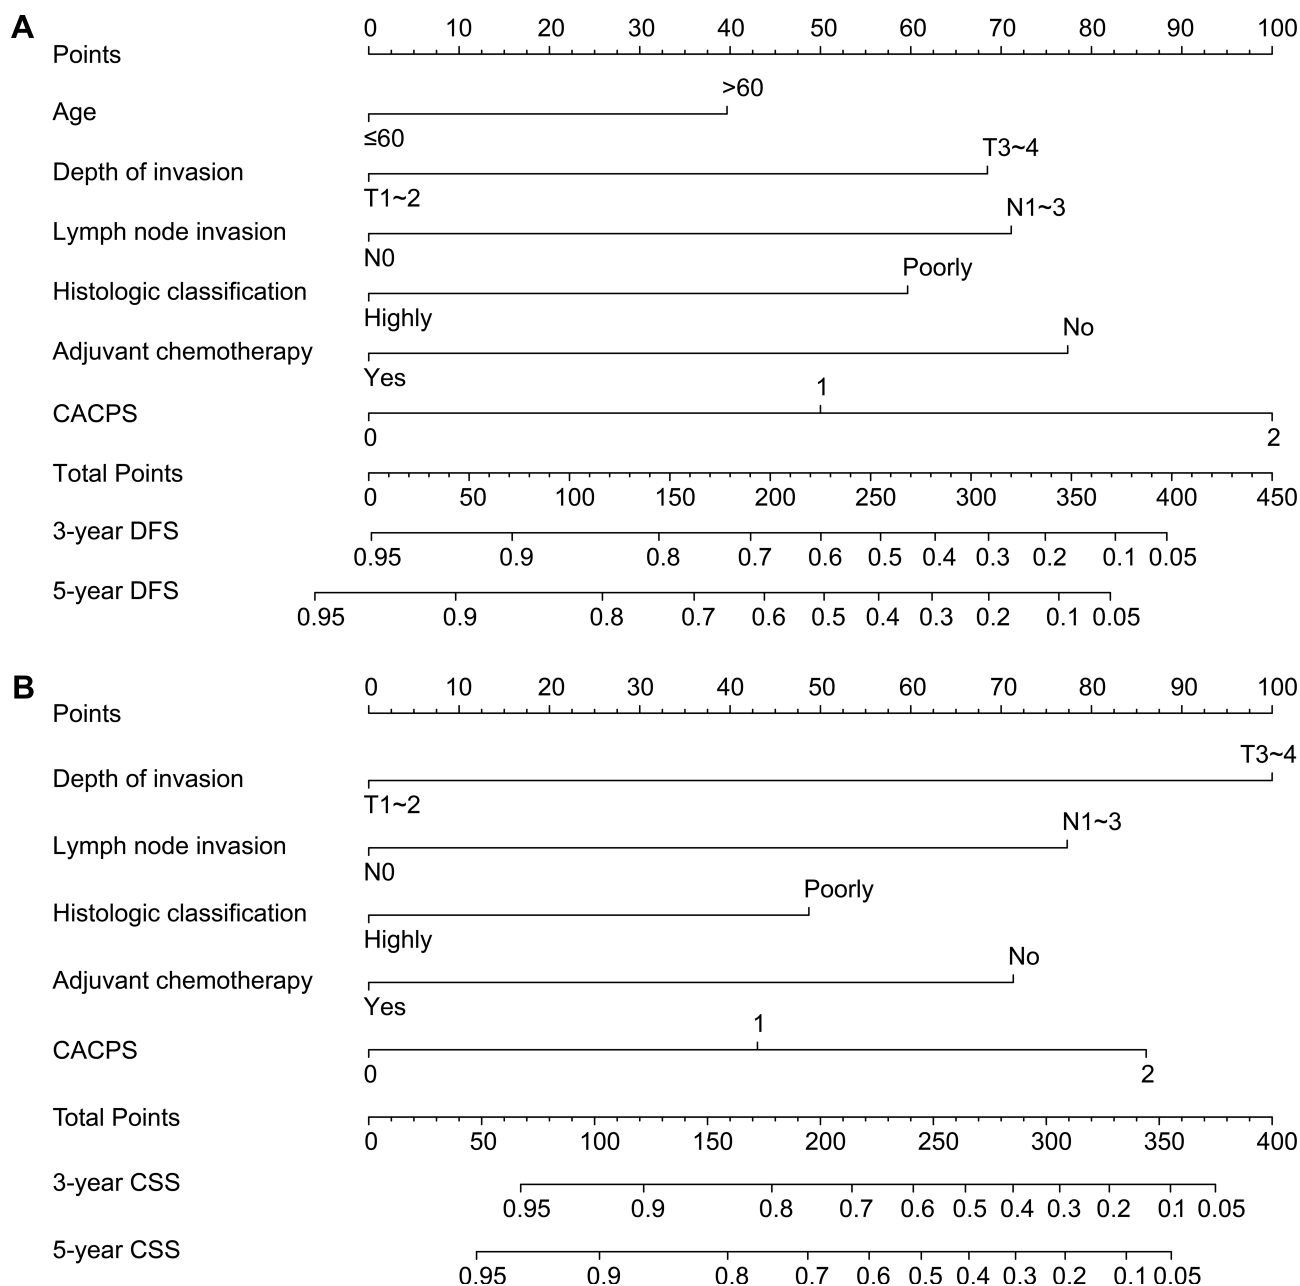 A
0 10 20 30 40 50 60 70 80 90 100
Points
>60
Age
≤60
T3~4
Depth of invasion
T1~2
N1~3
Lymph node invasion
N0
Poorly
Histologic classification
Highly
No
Adjuvant chemotherapy
Yes
1
CACPS
0 2
Total Points
0 50 100 150 200 250 300 350 400 450
3-year DFS
0.95 0.9 0.8 0.7 0.6 0.5 0.4 0.3 0.2 0.1 0.05
5-year DFS
0.95 0.9 0.8 0.7 0.6 0.5 0.4 0.3 0.2 0.1 0.05
B
0 10 20 30 40 50 60 70 80 90 100
Points
T3~4
Depth of invasion
T1~2
N1~3
Lymph node invasion
N0
Poorly
Histologic classification
Highly
No
Adjuvant chemotherapy
Yes
1
CACPS
0 2
Total Points
0 50 100 150 200 250 300 350 400
3-year CSS
0.95 0.9 0.8 0.7 0.6 0.5 0.4 0.3 0.2 0.1 0.05
5-year CSS
0.95 0.9 0.8 0.7 0.6 0.5 0.4 0.3 0.2 0.1 0.05